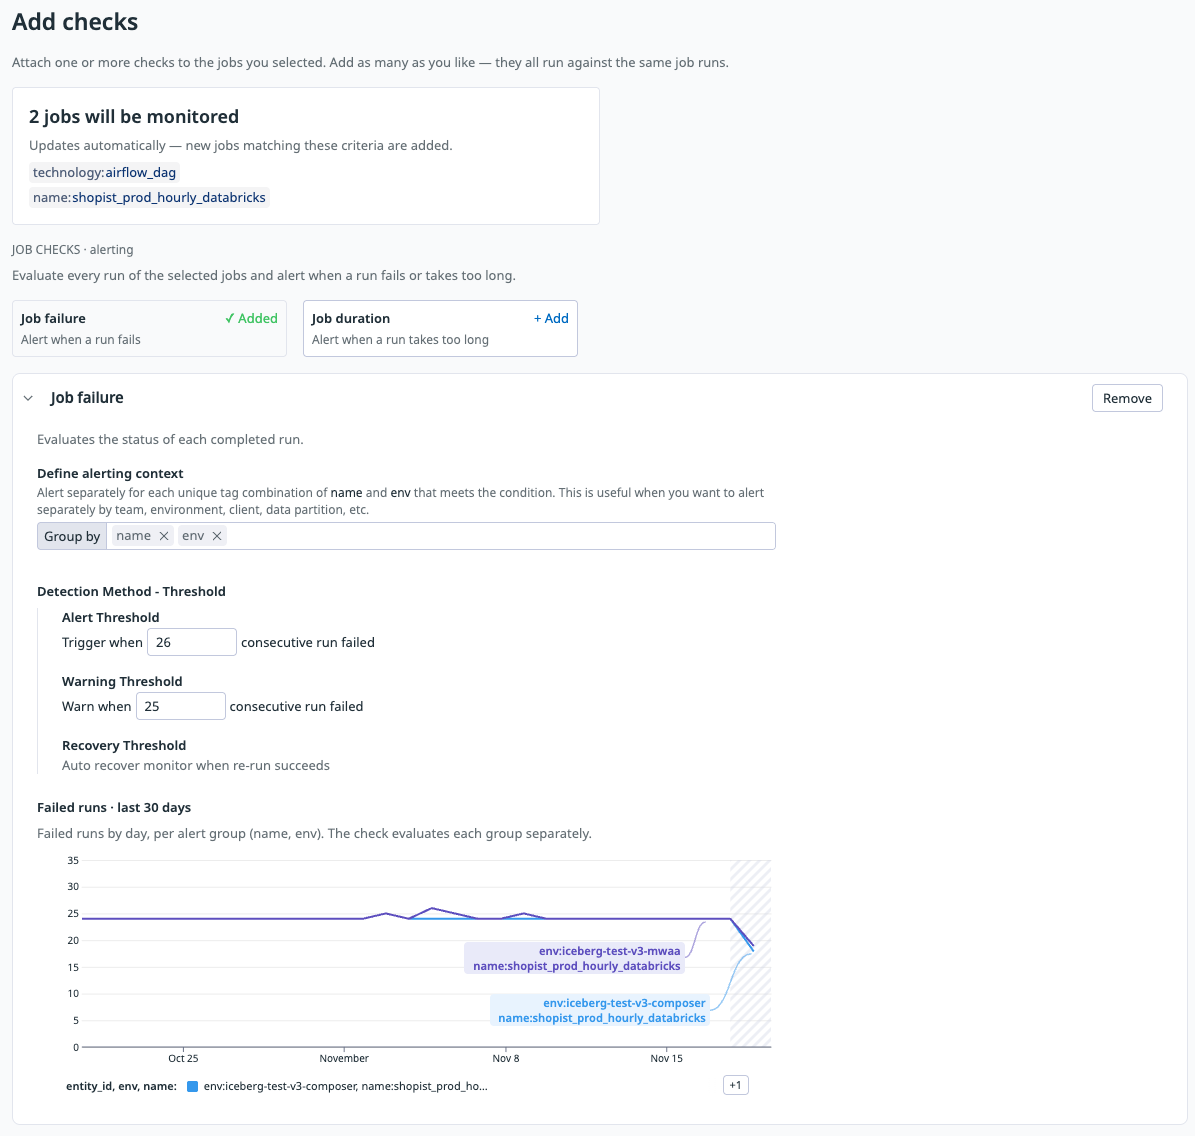 Add checks
Attach one or more checks to the jobs you selected. Add as many as you like — they all run against the same job runs.
2 jobs will be monitored
Updates automatically — new jobs matching these criteria are added.
technology:airflow_dag
name:shopist_prod_hourly_databricks
JOB CHECKS · alerting
Evaluate every run of the selected jobs and alert when a run fails or takes too long.
Job failure ✓ Added
Alert when a run fails
Job duration + Add
Alert when a run takes too long
Job failure Remove
Evaluates the status of each completed run.
Define alerting context
Alert separately for each unique tag combination of name and env that meets the condition. This is useful when you want to alert
separately by team, environment, client, data partition, etc.
Group by name × env ×
Detection Method - Threshold
Alert Threshold
Trigger when 26 consecutive run failed
Warning Threshold
Warn when 25 consecutive run failed
Recovery Threshold
Auto recover monitor when re-run succeeds
Failed runs · last 30 days
Failed runs by day, per alert group (name, env). The check evaluates each group separately.
35
30
25
20
15
10
5
0
env:iceberg-test-v3-mwaa
name:shopist_prod_hourly_databricks
env:iceberg-test-v3-composer
name:shopist_prod_hourly_databricks
Oct 25 November Nov 8 Nov 15
entity_id, env, name: env:iceberg-test-v3-composer, name:shopist_prod_ho... +1